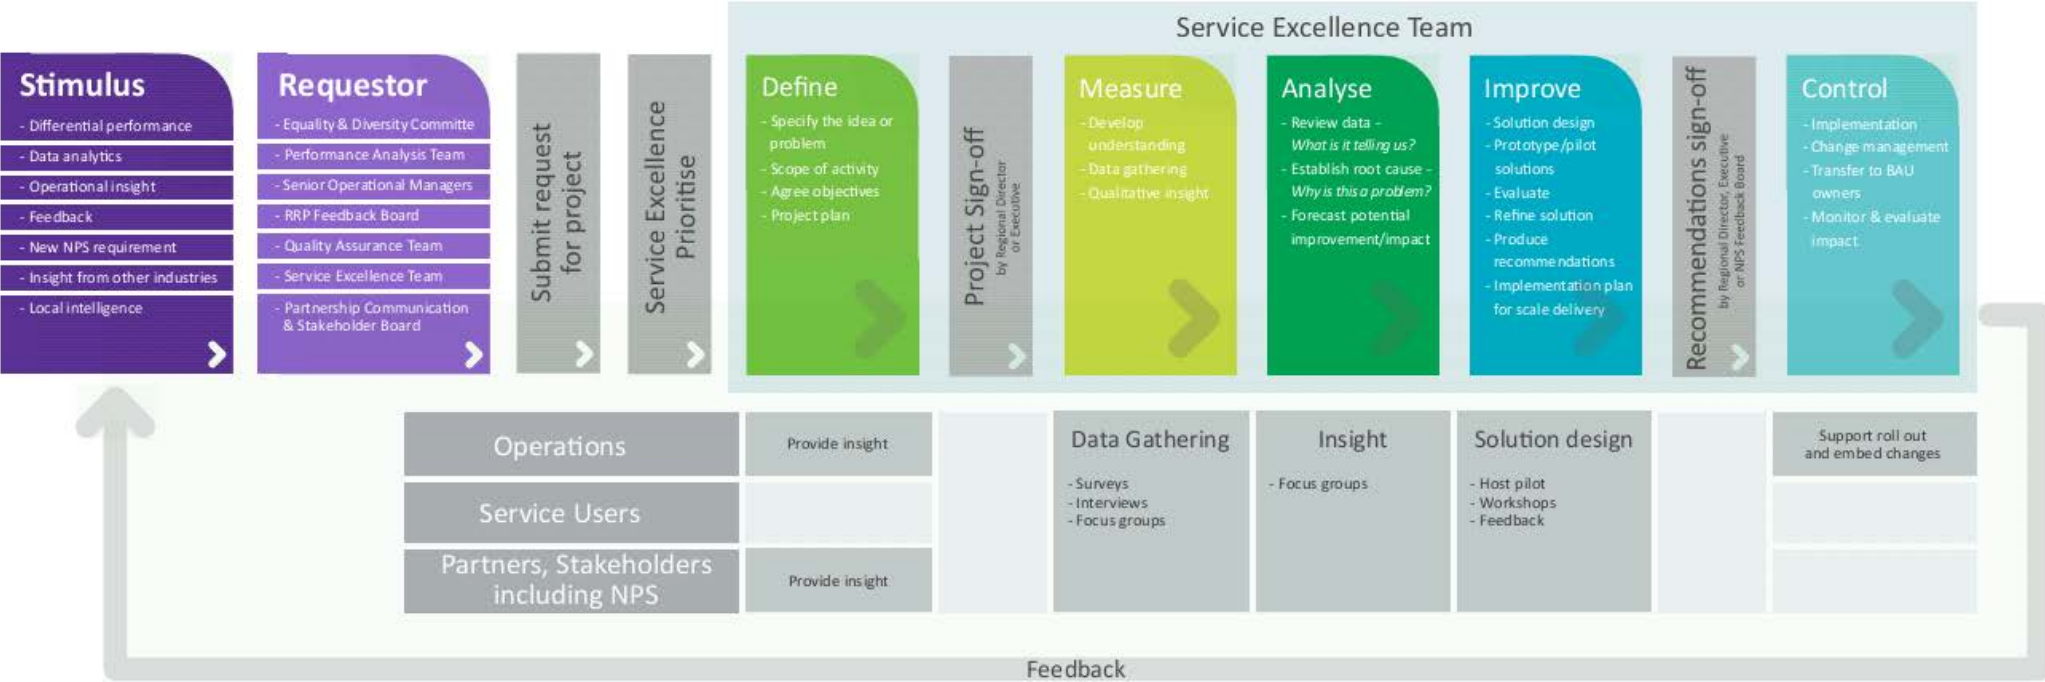 Service Excellence Team
Stimulus
- Differential performance
- Data analytics
- Operational insight
- Feedback
- New NPS requirement
- Insight from other industries
- Local intelligence
Requestor
- Equality & Diversity Committe
- Performance Analysis Team
- Senior Operational Managers
- RRP Feedback Board
- Quality Assurance Team
- Service Excellence Team
- Partnership Communication
& Stakeholder Board
Submit request
for project
Service Excellence
Prioritise
Define
- Specify the idea or
problem
- Scope of activity
- Agree objectives
- Project plan
Project Sign-off
by Regional Director
or Executive
Measure
- Develop
understanding
- Data gathering
- Qualitative insight
Analyse
- Review data -
What is it telling us?
- Establish root cause -
Why is this a problem?
- Forecast potential
improvement/impact
Improve
- Solution design
- Prototype/pilot
solutions
- Evaluate
- Refine solution
- Produce
recommendations
- Implementation plan
for scale delivery
Recommendations sign-off
by Regional Director, Executive
or NPS Feedback Board
Control
- Implementation
- Change management
- Transfer to BAU
owners
- Monitor & evaluate
impact
Operations
Provide insight
Service Users
Partners, Stakeholders
including NPS
Provide insight
Data Gathering
- Surveys
- Interviews
- Focus groups
Insight
- Focus groups
Solution design
- Host pilot
- Workshops
- Feedback
Support roll out
and embed changes
Feedback